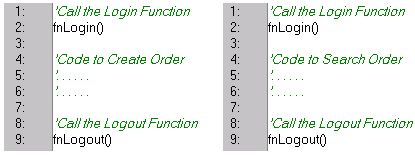 1: 'Call the Login Function
2: fnLogin()
3:
4: 'Code to Create Order
5: '. . . . .
6: '. . . . .
7:
8: 'Call the Logout Function
9: fnLogout()
1: 'Call the Login Function
2: fnLogin()
3:
4: 'Code to Search Order
5: '. . . . .
6: '. . . . .
7:
8: 'Call the Logout Function
9: fnLogout()